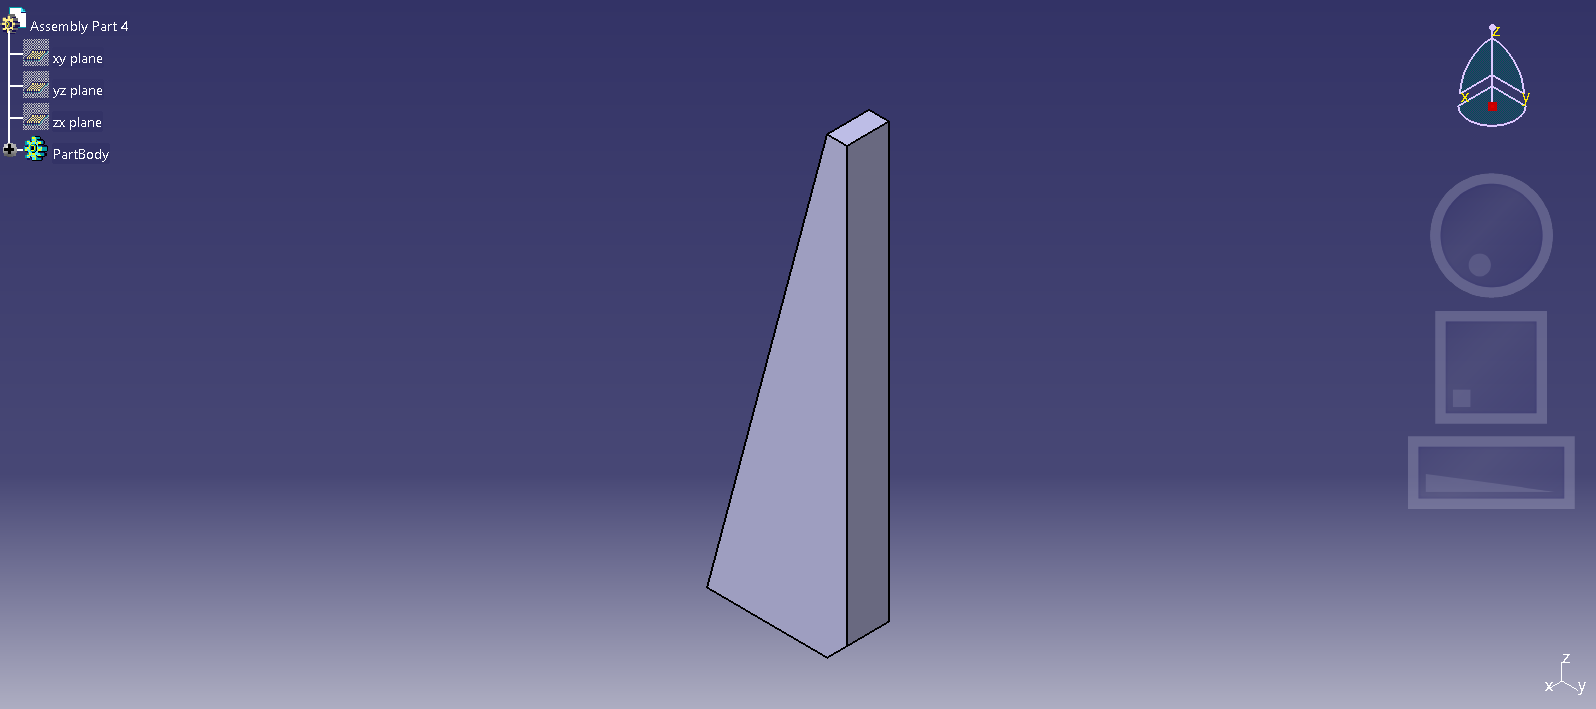 Assembly Part 4
xy plane
yz plane
zx plane
PartBody
z
x
y
z
x
y